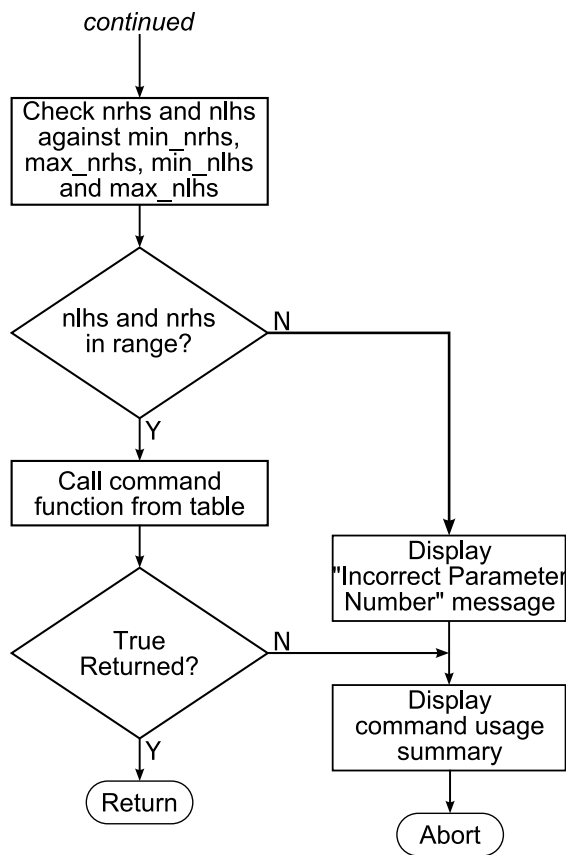 continued
Check nrhs and nlhs
against min_nrhs,
max_nrhs, min_nlhs
and max_nlhs
nlhs and nrhs
in range?
N
Y
Call command
function from table
Display
"Incorrect Parameter
Number" message
True
Returned?
N
Y
Display
command usage
summary
Return
Abort